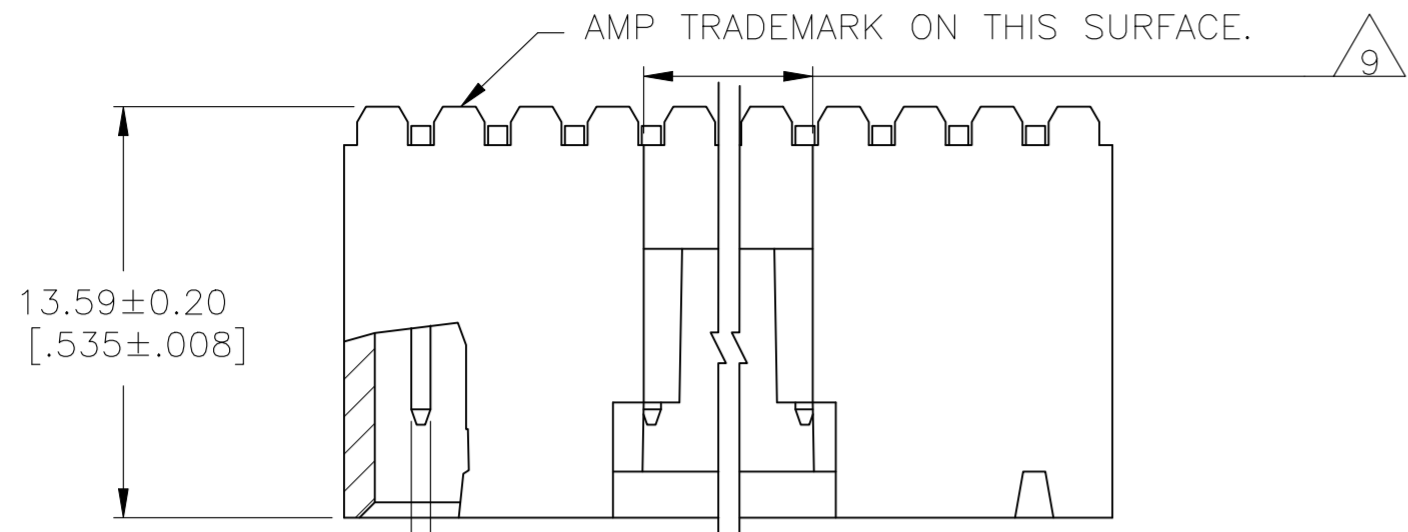 AMP TRADEMARK ON THIS SURFACE.
9
13.59±0.20
[.535±.008]